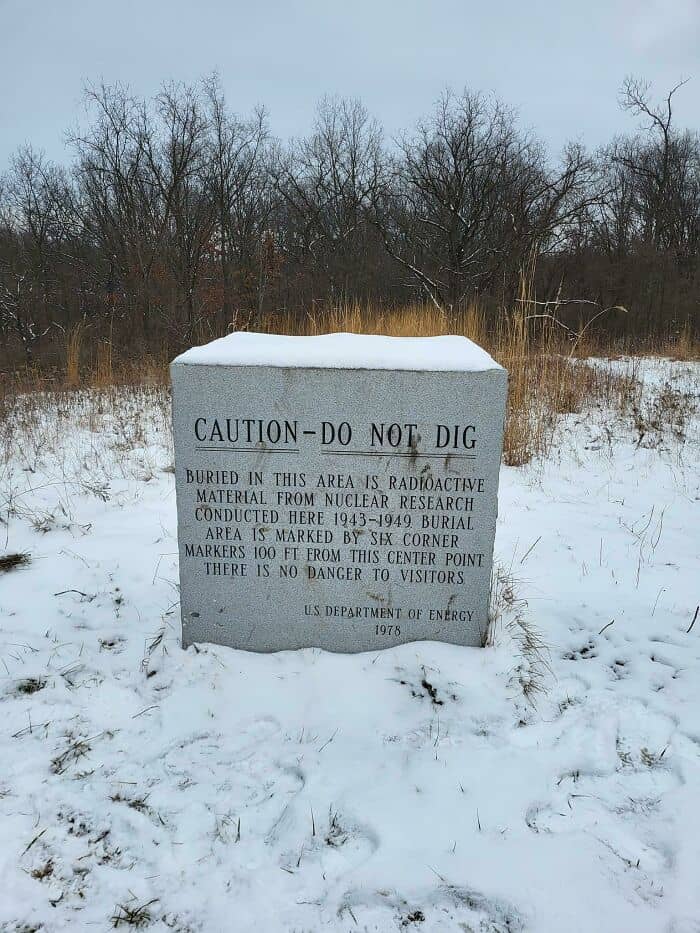 CAUTION-DO NOT DIG
BURIED IN THIS AREA IS RADIOACTIVE
MATERIAL FROM NUCLEAR RESEARCH
CONDUCTED HERE 1943-1949 BURIAL
AREA IS MARKED BY SIX CORNER
MARKERS 100 FT FROM THIS CENTER POINT
THERE IS NO DANGER TO VISITORS
U.S. DEPARTMENT OF ENERGY
1978